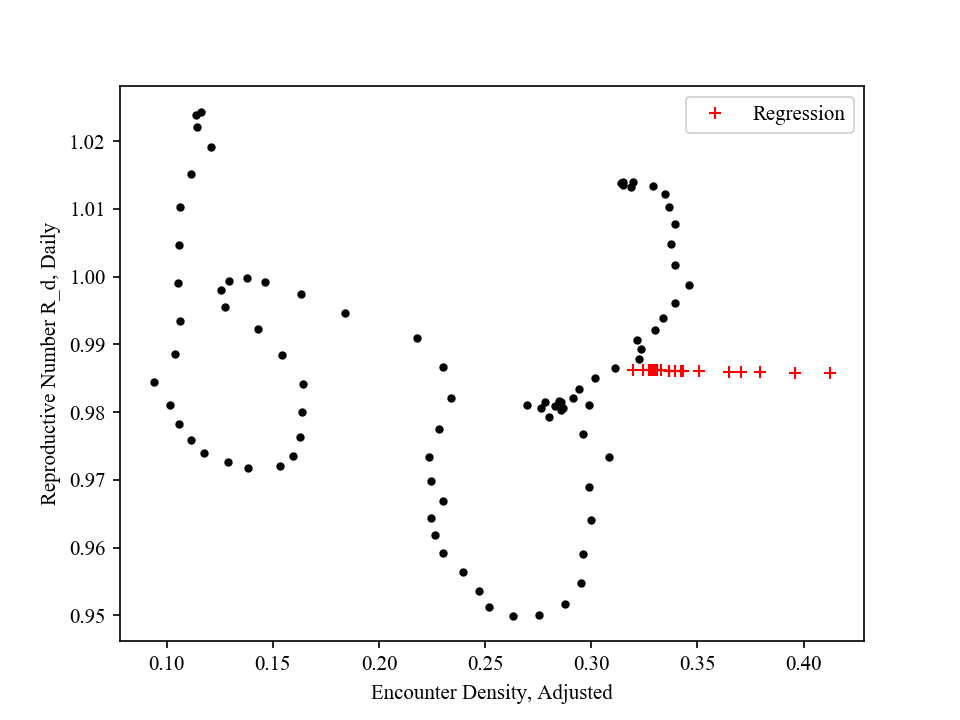 Regression
1.02
1.01
1.00
0.99
0.98
0.97
0.96
0.95
Reproductive Number R_d, Daily
0.10 0.15 0.20 0.25 0.30 0.35 0.40
Encounter Density, Adjusted